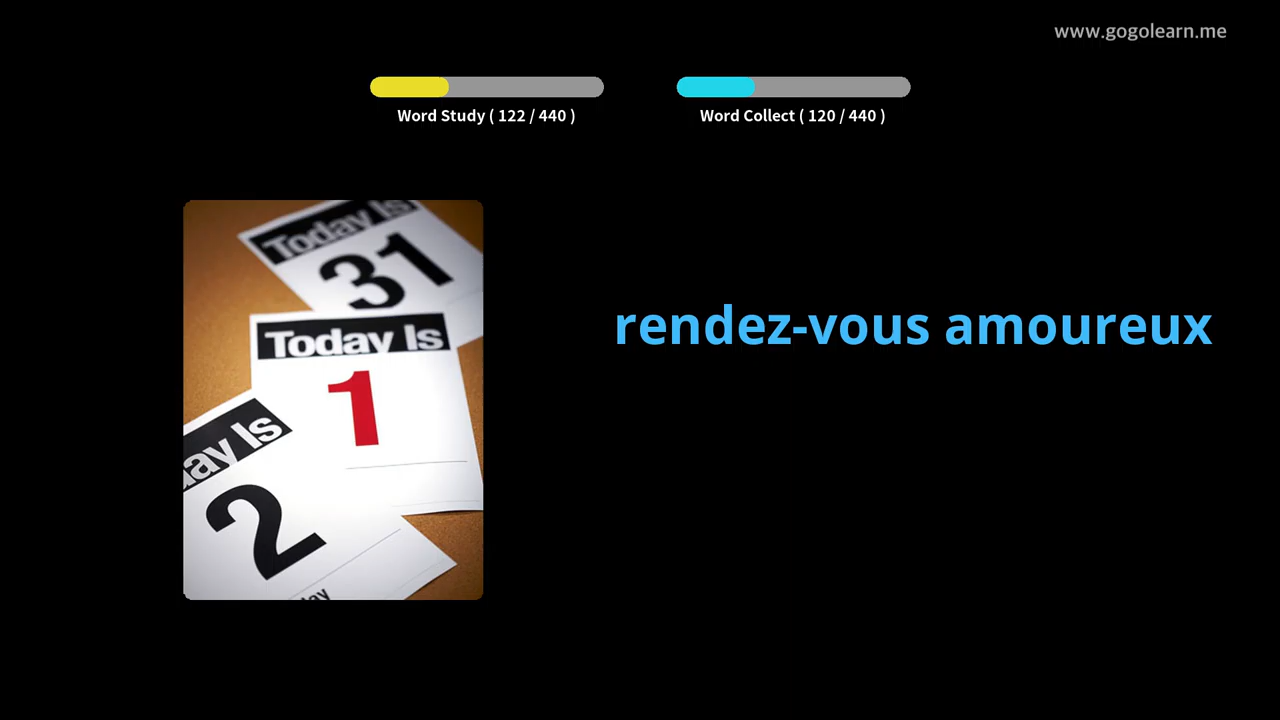 www.gogolearn.me
Word Study ( 122 / 440 )
Word Collect ( 120 / 440 )
Today Is
31
Today Is
1
ay Is
2
day
rendez-vous amoureux